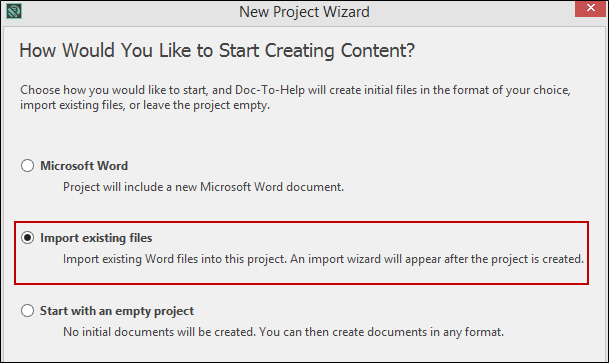 New Project Wizard
How Would You Like to Start Creating Content?
Choose how you would like to start, and Doc-To-Help will create initial files in the format of your choice,
import existing files, or leave the project empty.
Microsoft Word
Project will include a new Microsoft Word document.
Import existing files
Import existing Word files into this project. An import wizard will appear after the project is created.
Start with an empty project
No initial documents will be created. You can then create documents in any format.